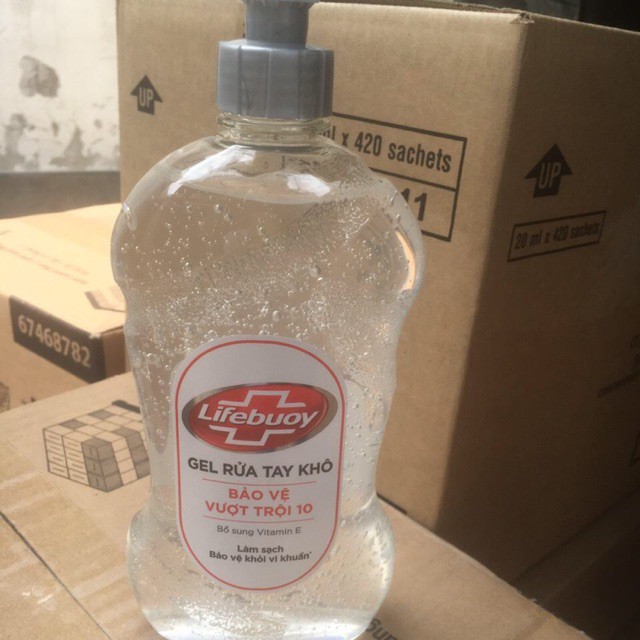 UP
ml x 420 sachets
11
UP
20 ml x 420 sachets
67468782
Lifebuoy
GEL RỬA TAY KHÔ
BẢO VỆ
VƯỢT TRỘI 10
Bổ sung Vitamin E
Làm sạch
Bảo vệ khỏi vi khuẩn*